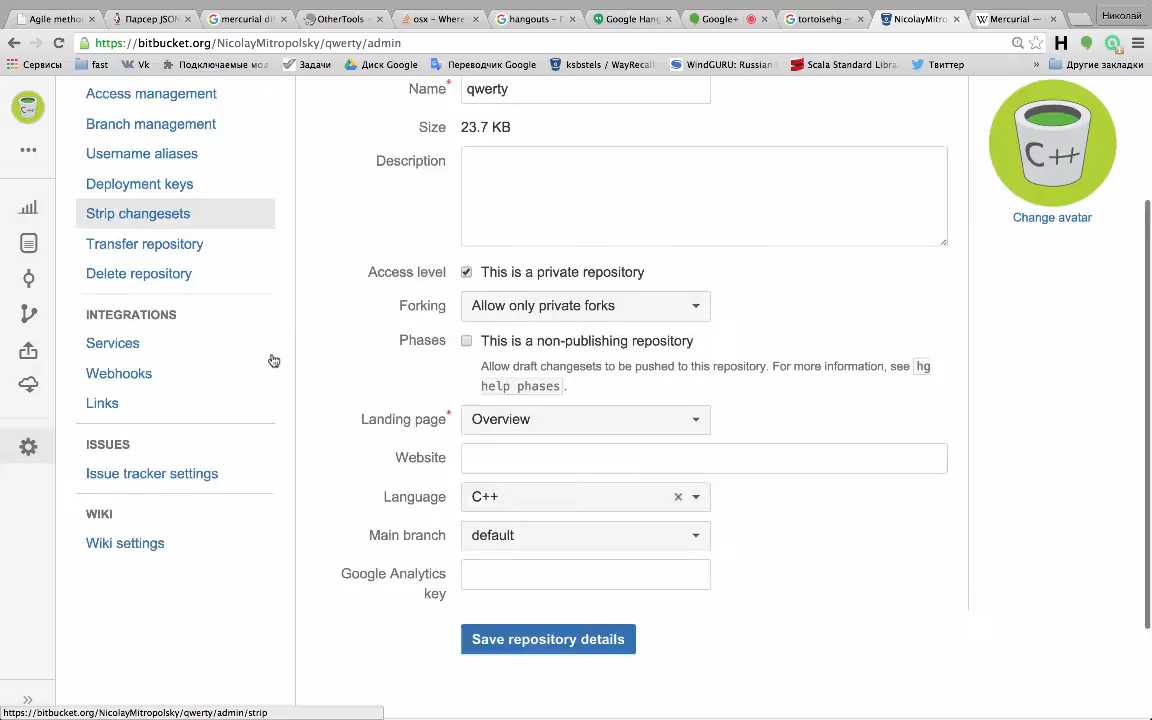 Николай
Agile metho
Парсер JSON
mercurial di
OtherTools
osx – Where
hangouts - П
Google Han
Google+
tortoisehg –
NicolayMitro
Mercurial —
https://bitbucket.org/NicolayMitropolsky/qwerty/admin
Сервисы
fast
Vk
Подключаемые мод
Задачи
Диск Google
Переводчик Google
ksbstels / WayRecall
WindGURU: Russian
Scala Standard Libra
Твиттер
»
Другие закладки
Access management
Branch management
Username aliases
Deployment keys
Strip changesets
Transfer repository
Delete repository
INTEGRATIONS
Services
Webhooks
Links
ISSUES
Issue tracker settings
WIKI
Wiki settings
Name*
qwerty
Size
23.7 KB
Description
Access level
This is a private repository
Forking
Allow only private forks
Phases
This is a non-publishing repository
Allow draft changesets to be pushed to this repository. For more information, see hg
help phases.
Landing page*
Overview
Website
Language
C++
Main branch
default
Google Analytics
key
Save repository details
C++
Change avatar
https://bitbucket.org/NicolayMitropolsky/qwerty/admin/strip